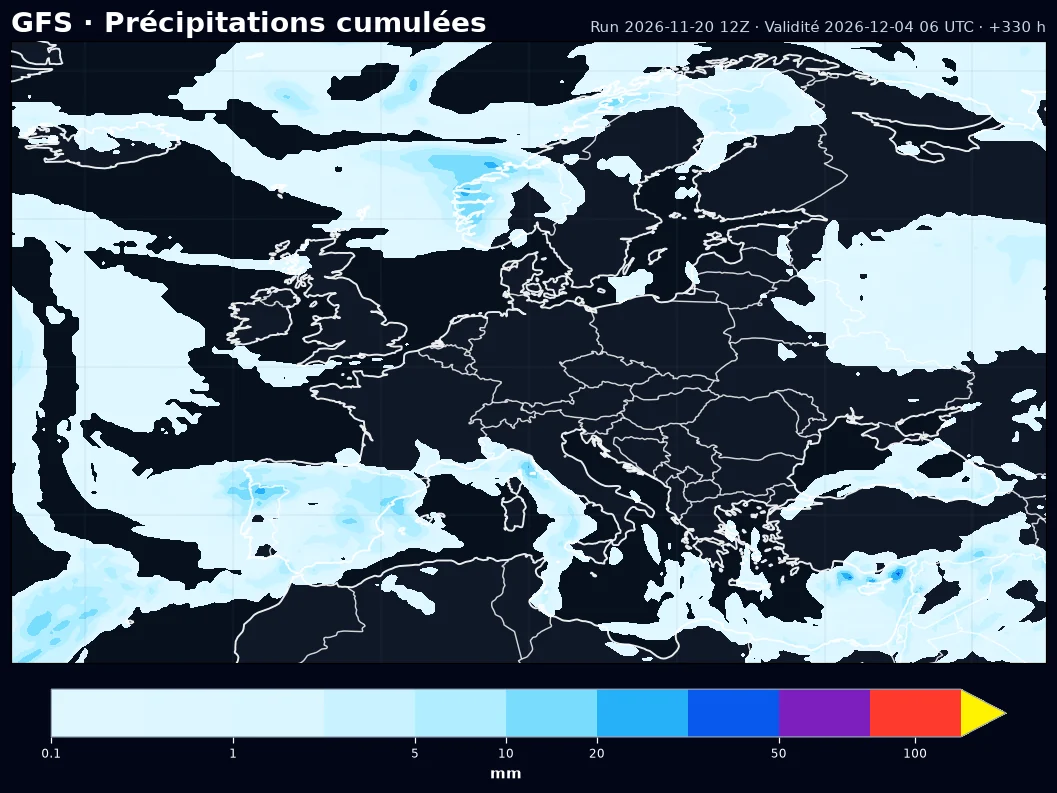 GFS · Précipitations cumulées
Run 2026-11-20 12Z · Validité 2026-12-04 06 UTC · +330 h
0.1 1 5 10 20 50 100
mm